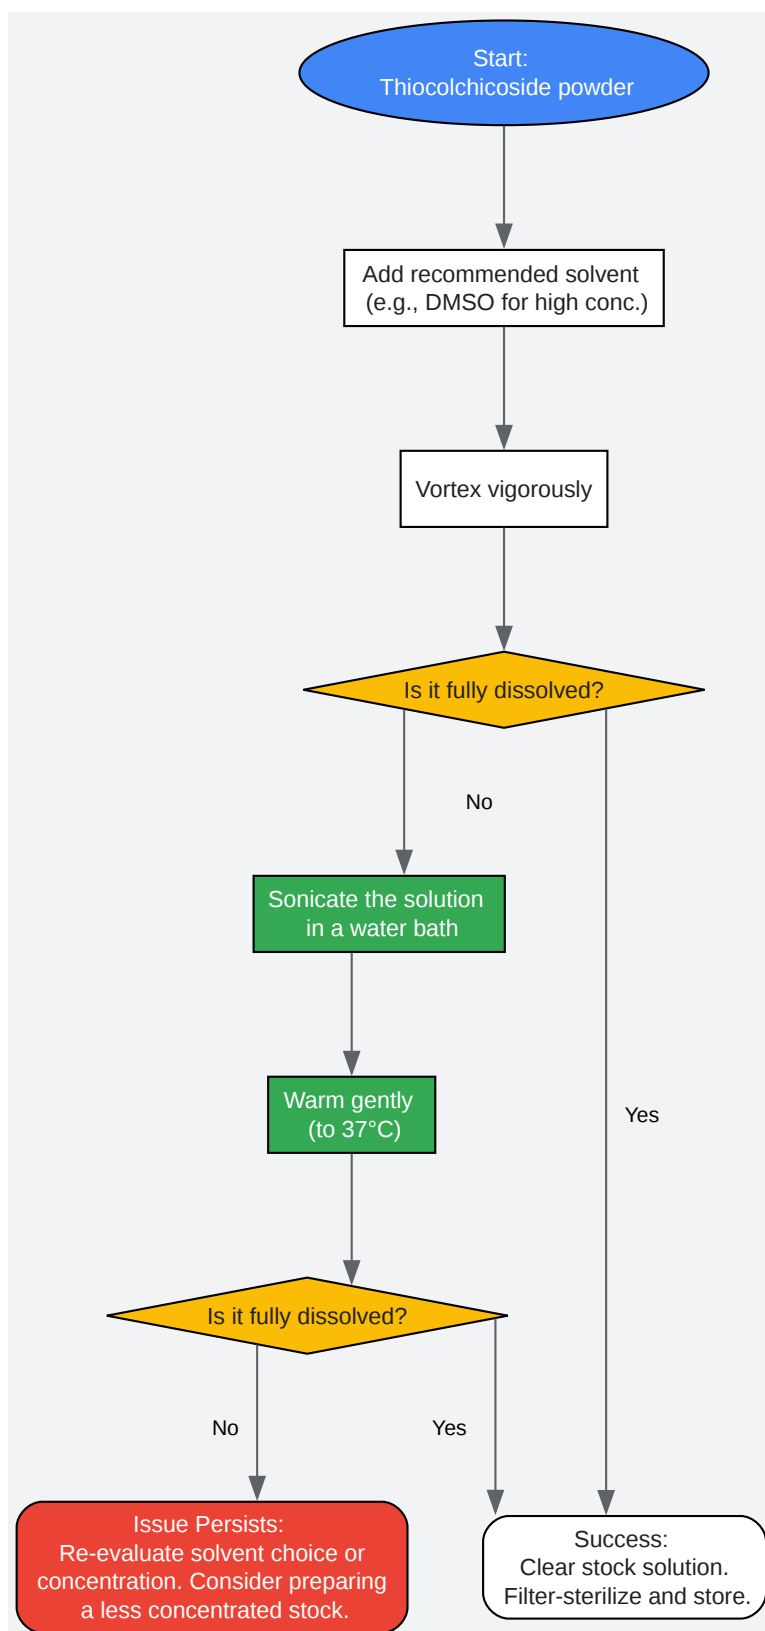 Start:
Thiocolchicoside powder
Add recommended solvent
(e.g., DMSO for high conc.)
Vortex vigorously
Is it fully dissolved?
No
Sonicate the solution
in a water bath
Warm gently
(to 37°C)
Yes
Is it fully dissolved?
No
Yes
Issue Persists:
Re-evaluate solvent choice or
concentration. Consider preparing
a less concentrated stock.
Success:
Clear stock solution.
Filter-sterilize and store.